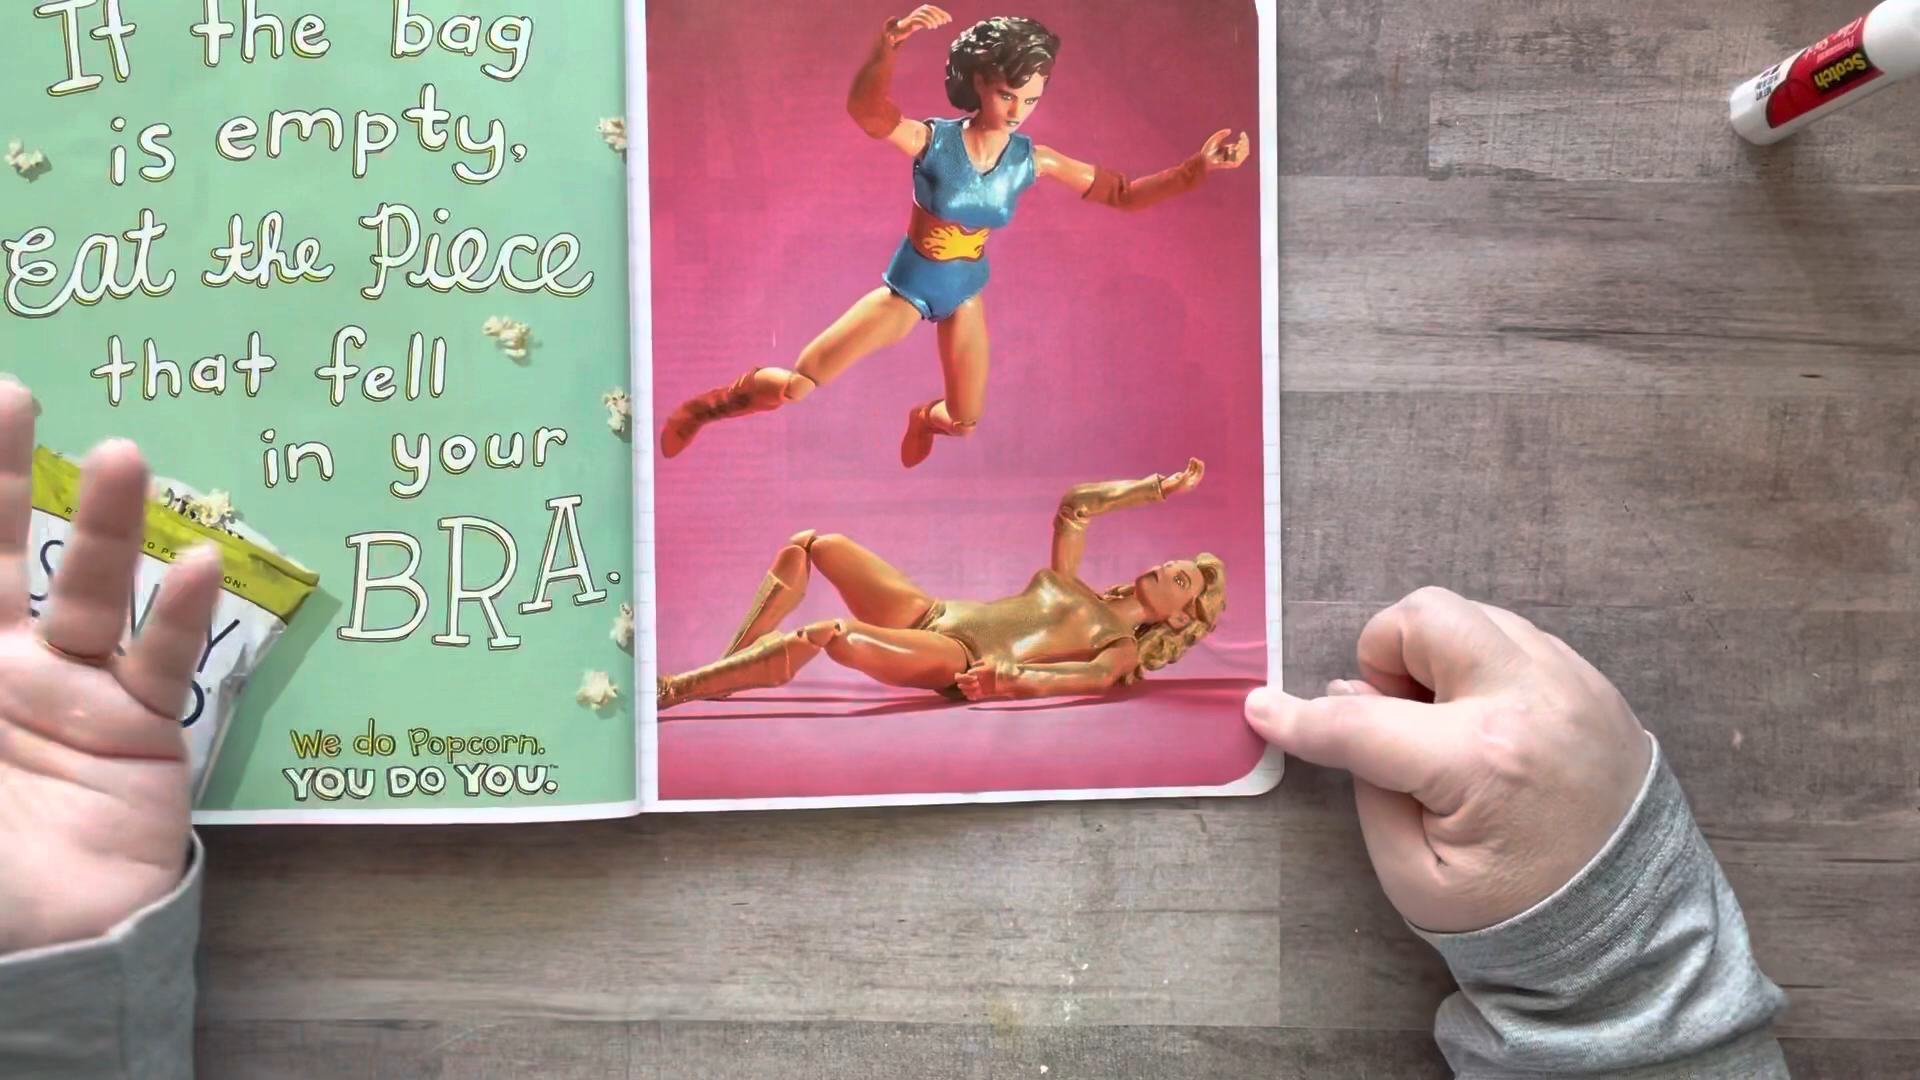 If the bag
is empty,
Eat the Piece
that fell
in your
BRA.
We do Popcorn.
YOU DO YOU.™
Scotch